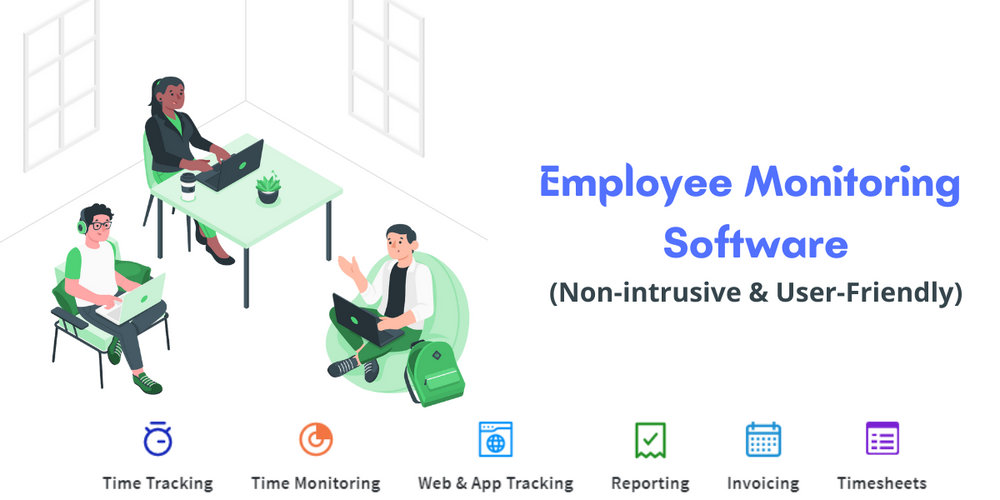 Employee Monitoring
Software
(Non-intrusive & User-Friendly)
Time Tracking
Time Monitoring
Web & App Tracking
Reporting
Invoicing
Timesheets